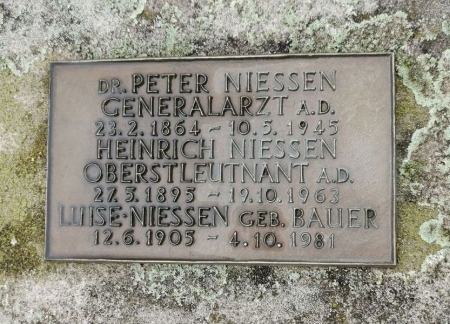 DR. PETER NIESSEN
GENERALARZT A.D.
23.2.1864 ~ 10.3.1945
HEINRICH NIESSEN
OBERSTLEUTNANT A.D.
27.3.1895 ~ 19.10.1963
LUISE-NIESSEN GEB. BAUER
12.6.1905 ~ 4.10.1981